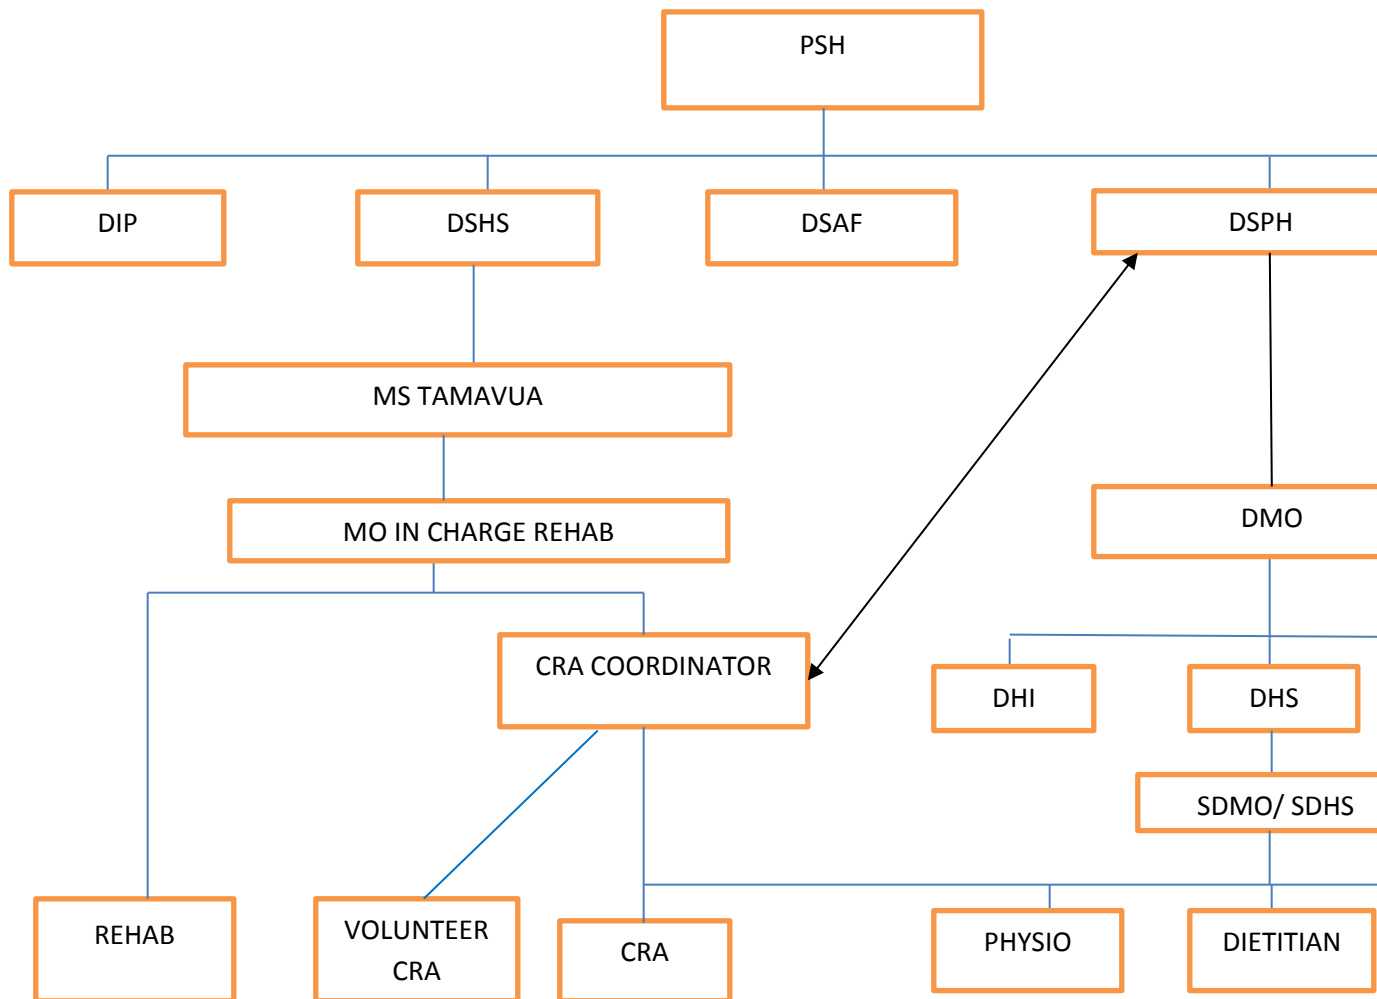 PSH
DIP
DSHS
DSAF
DSPH
MS TAMAVUA
MO IN CHARGE REHAB
DMO
CRA COORDINATOR
DHI
DHS
SDMO/ SDHS
REHAB
VOLUNTEER
CRA
CRA
PHYSIO
DIETITIAN